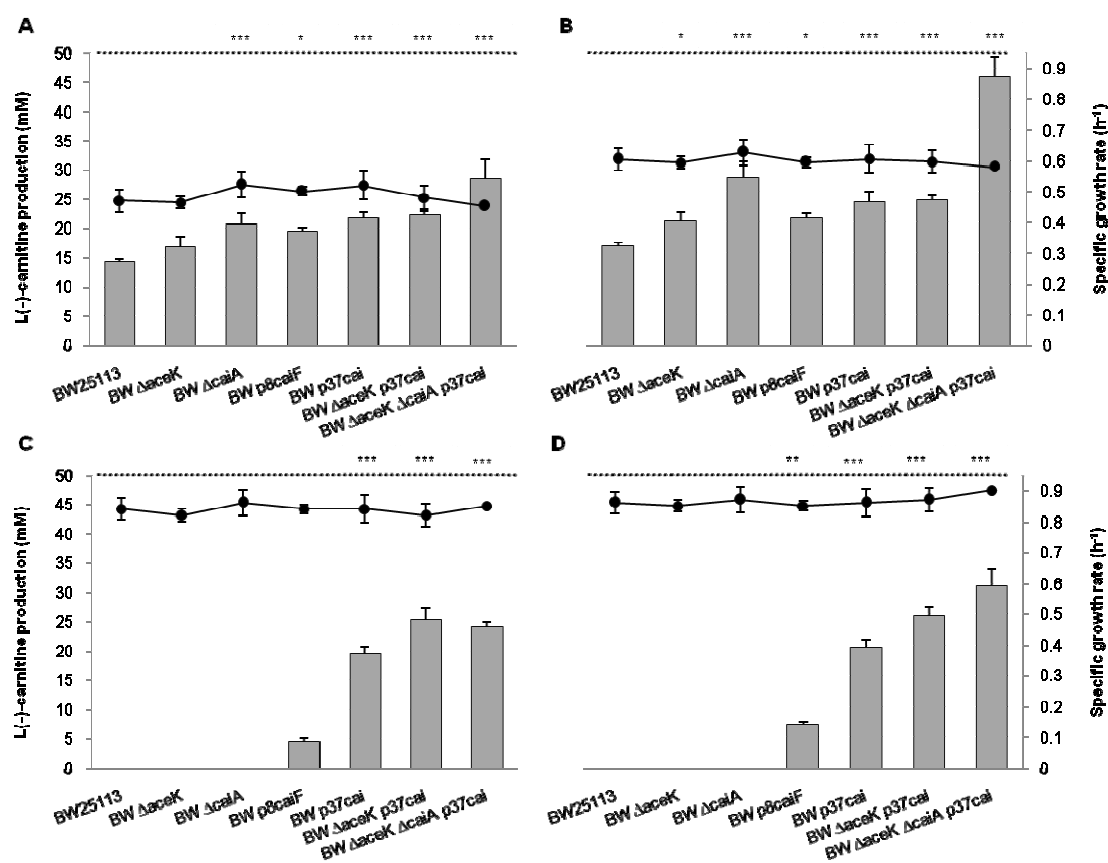 A
B
*** * *** *** ***
* *** * *** *** ***
L(–)-carnitine production (mM)
50
45
40
35
30
25
20
15
10
5
0
Specific growth rate (h⁻¹)
0.9
0.8
0.7
0.6
0.5
0.4
0.3
0.2
0.1
0
BW25113
BW ΔaceK
BW ΔcaiA
BW p8caiF
BW p37cai
BW ΔaceK p37cai
BW ΔaceK ΔcaiA p37cai
BW25113
BW ΔaceK
BW ΔcaiA
BW p8caiF
BW p37cai
BW ΔaceK p37cai
BW ΔaceK ΔcaiA p37cai
C
D
*** *** ***
** *** *** ***
L(–)-carnitine production (mM)
50
45
40
35
30
25
20
15
10
5
0
Specific growth rate (h⁻¹)
0.9
0.8
0.7
0.6
0.5
0.4
0.3
0.2
0.1
0
BW25113
BW ΔaceK
BW ΔcaiA
BW p8caiF
BW p37cai
BW ΔaceK p37cai
BW ΔaceK ΔcaiA p37cai
BW25113
BW ΔaceK
BW ΔcaiA
BW p8caiF
BW p37cai
BW ΔaceK p37cai
BW ΔaceK ΔcaiA p37cai